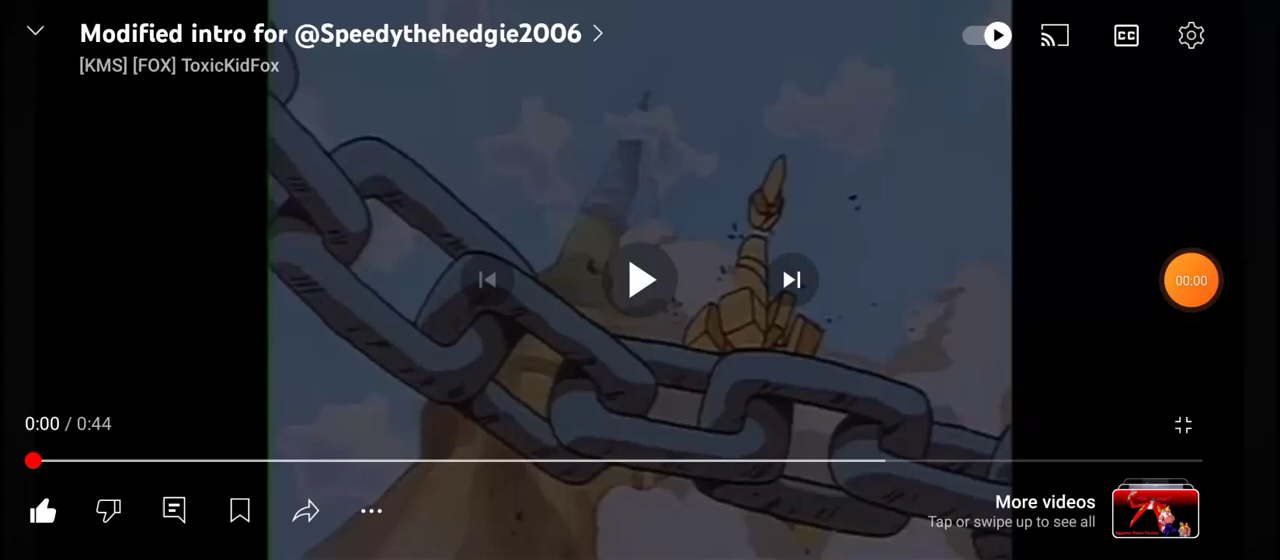 Modified intro for @Speedythehedgie2006
[KMS] [FOX] ToxicKidFox
CC
00:00
0:00 / 0:44
More videos
Tap or swipe up to see all